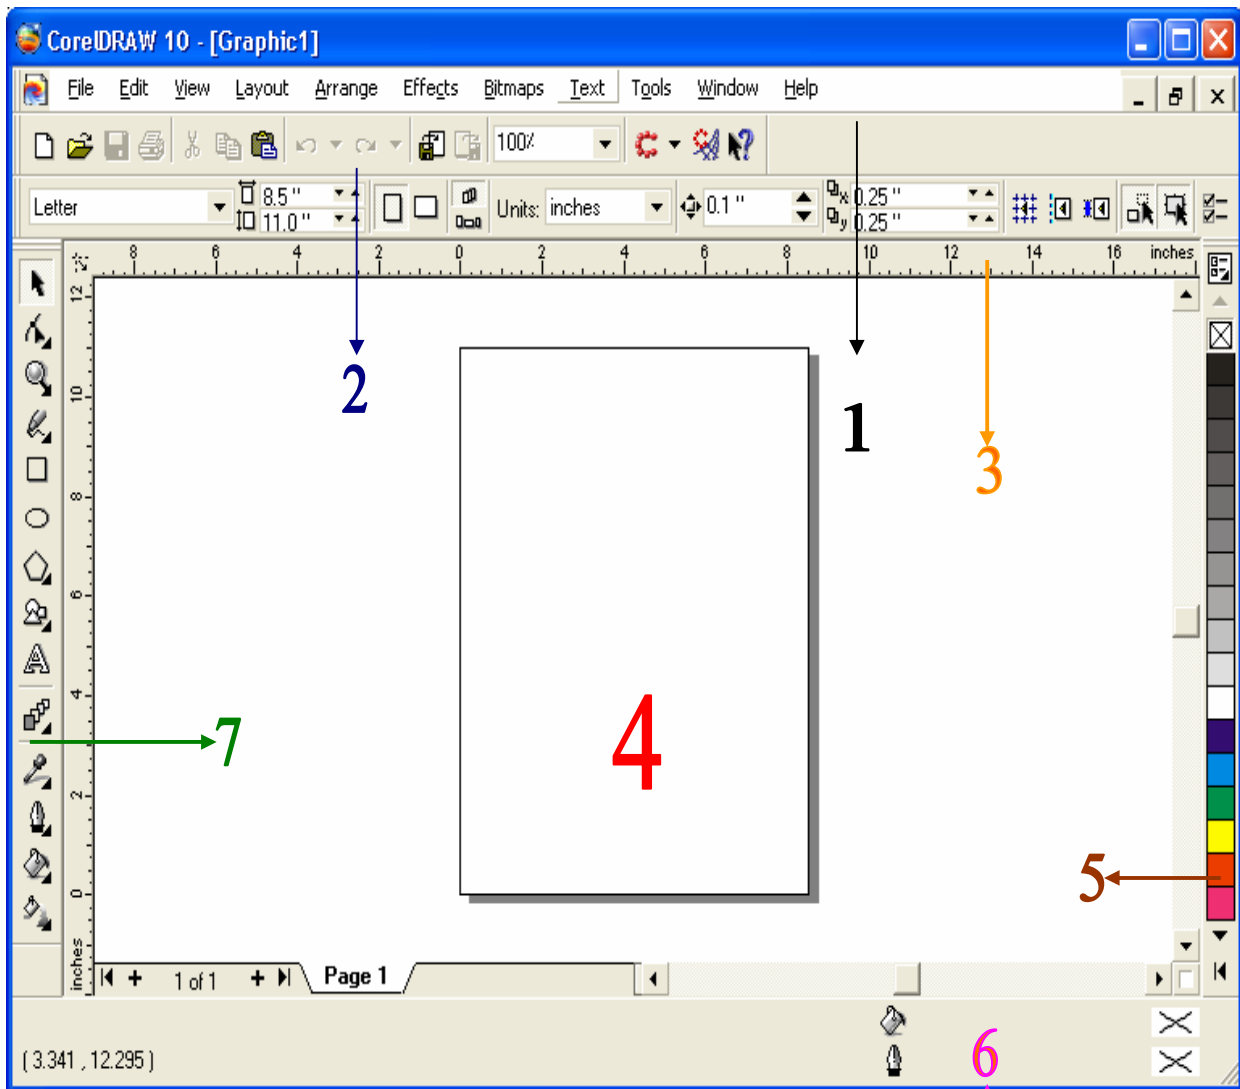 CorelDRAW 10 - [Graphic1]
File Edit View Layout Arrange Effects Bitmaps Text Tools Window Help
100%
Letter 8.5 " 11.0 " Units: inches 0.1 " x 0.25 " y 0.25 "
8 6 4 2 0 2 4 6 8 10 12 14 16 inches
12
10
8
6
4
2
0
inches
2
1
3
4
7
5
1 of 1 Page 1
( 3.341 , 12.295 )
6